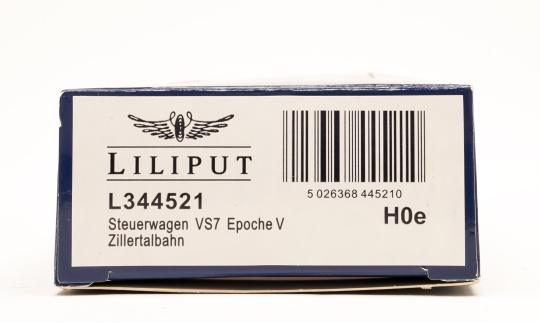 LILIPUT
L344521
Steuerwagen VS7 Epoche V
Zillertalbahn
5 026368 445210
H0e